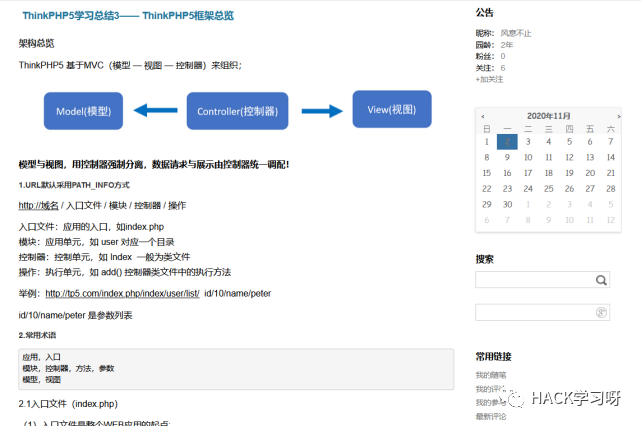 ThinkPHP5学习总结3—— ThinkPHP5框架总览
架构总览
ThinkPHP5 基于MVC（模型 — 视图 — 控制器）来组织；
Model(模型)
Controller(控制器)
View(视图)
模型与视图，用控制器强制分离，数据请求与展示由控制器统一调配！
1.URL默认采用PATH_INFO方式
http://域名 / 入口文件 / 模块 / 控制器 / 操作
入口文件：应用的入口，如index.php
模块：应用单元，如 user 对应一个目录
控制器：控制单元，如 Index 一般为类文件
操作：执行单元，如 add() 控制器类文件中的执行方法
举例：http://tp5.com/index.php/index/user/list/ id/10/name/peter
id/10/name/peter 是参数列表
2.常用术语
应用，入口
模块，控制器，方法，参数
模型，视图
2.1入口文件（index.php）
（1）入口文件是整个WEB应用的起点；
公告
昵称： 风意不止
园龄： 2年
粉丝： 0
关注： 6
+加关注
< 2020年11月 >
日 一 二 三 四 五 六
1 2 3 4 5 6 7
8 9 10 11 12 13 14
15 16 17 18 19 20 21
22 23 24 25 26 27 28
29 30 1 2 3 4 5
6 7 8 9 10 11 12
搜索
常用链接
我的随笔
我的评论
我的参与
最新评论
HACK学习呀